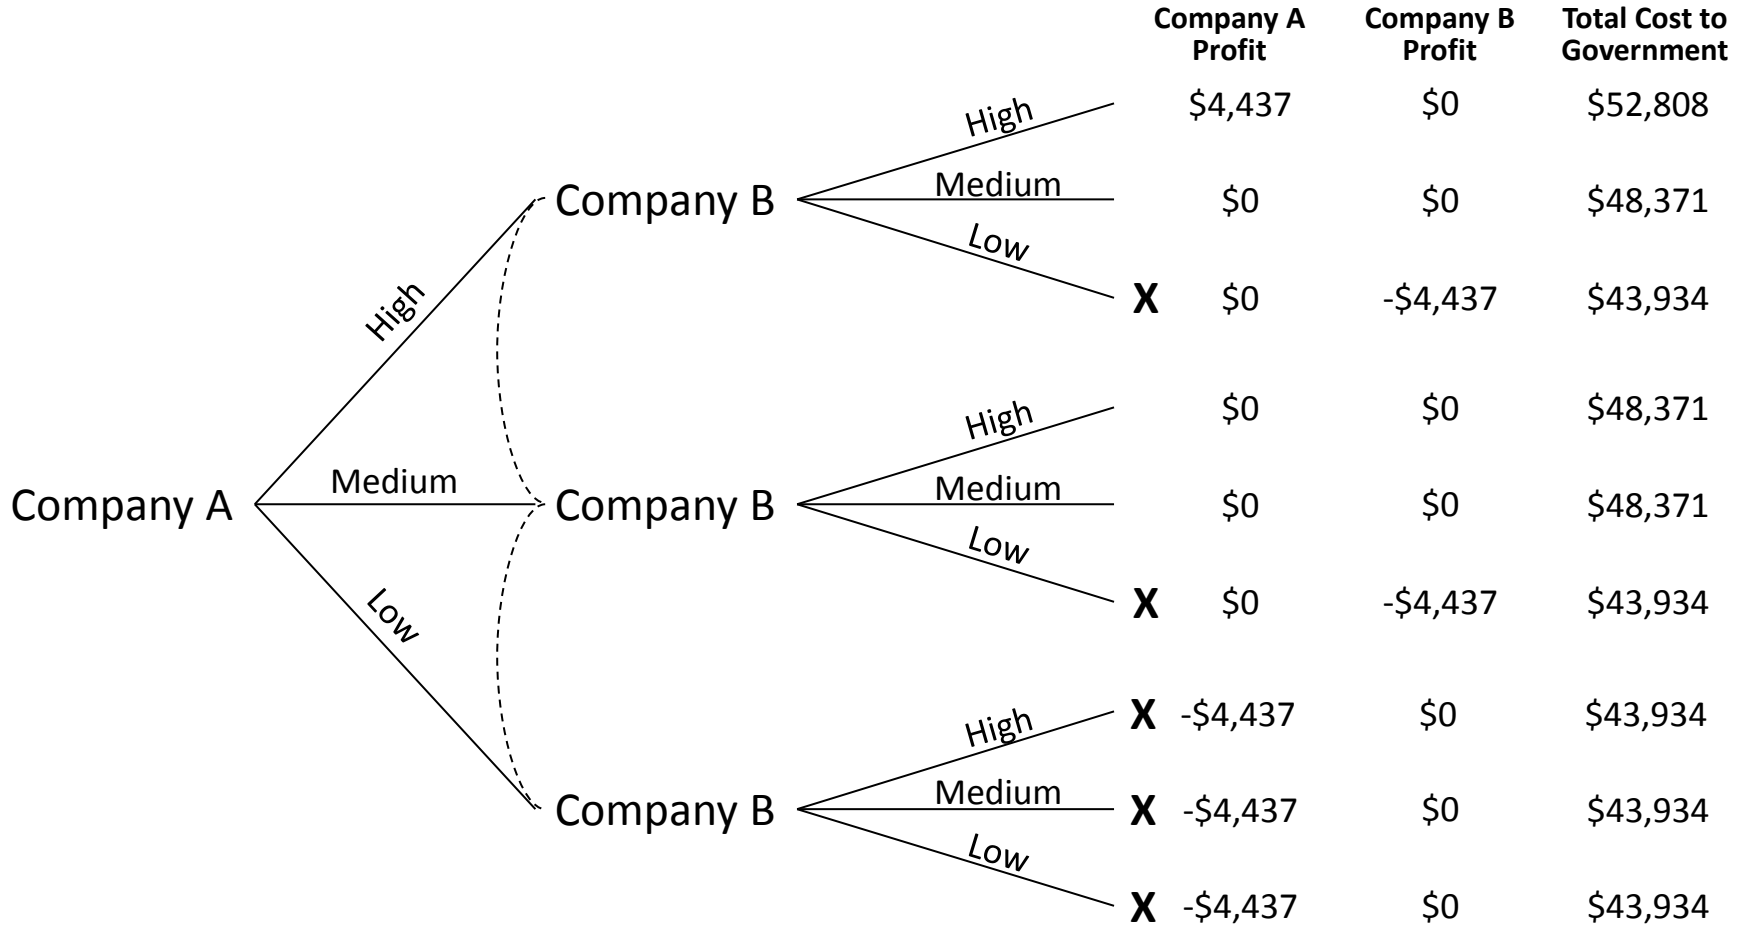 Company A Company B Total Cost to
Profit Profit Government
High $4,437 $0 $52,808
Company B Medium $0 $0 $48,371
Low X $0 -$4,437 $43,934
High
High $0 $0 $48,371
Company A Medium Company B Medium $0 $0 $48,371
Low X $0 -$4,437 $43,934
Low
High X -$4,437 $0 $43,934
Company B Medium X -$4,437 $0 $43,934
Low X -$4,437 $0 $43,934